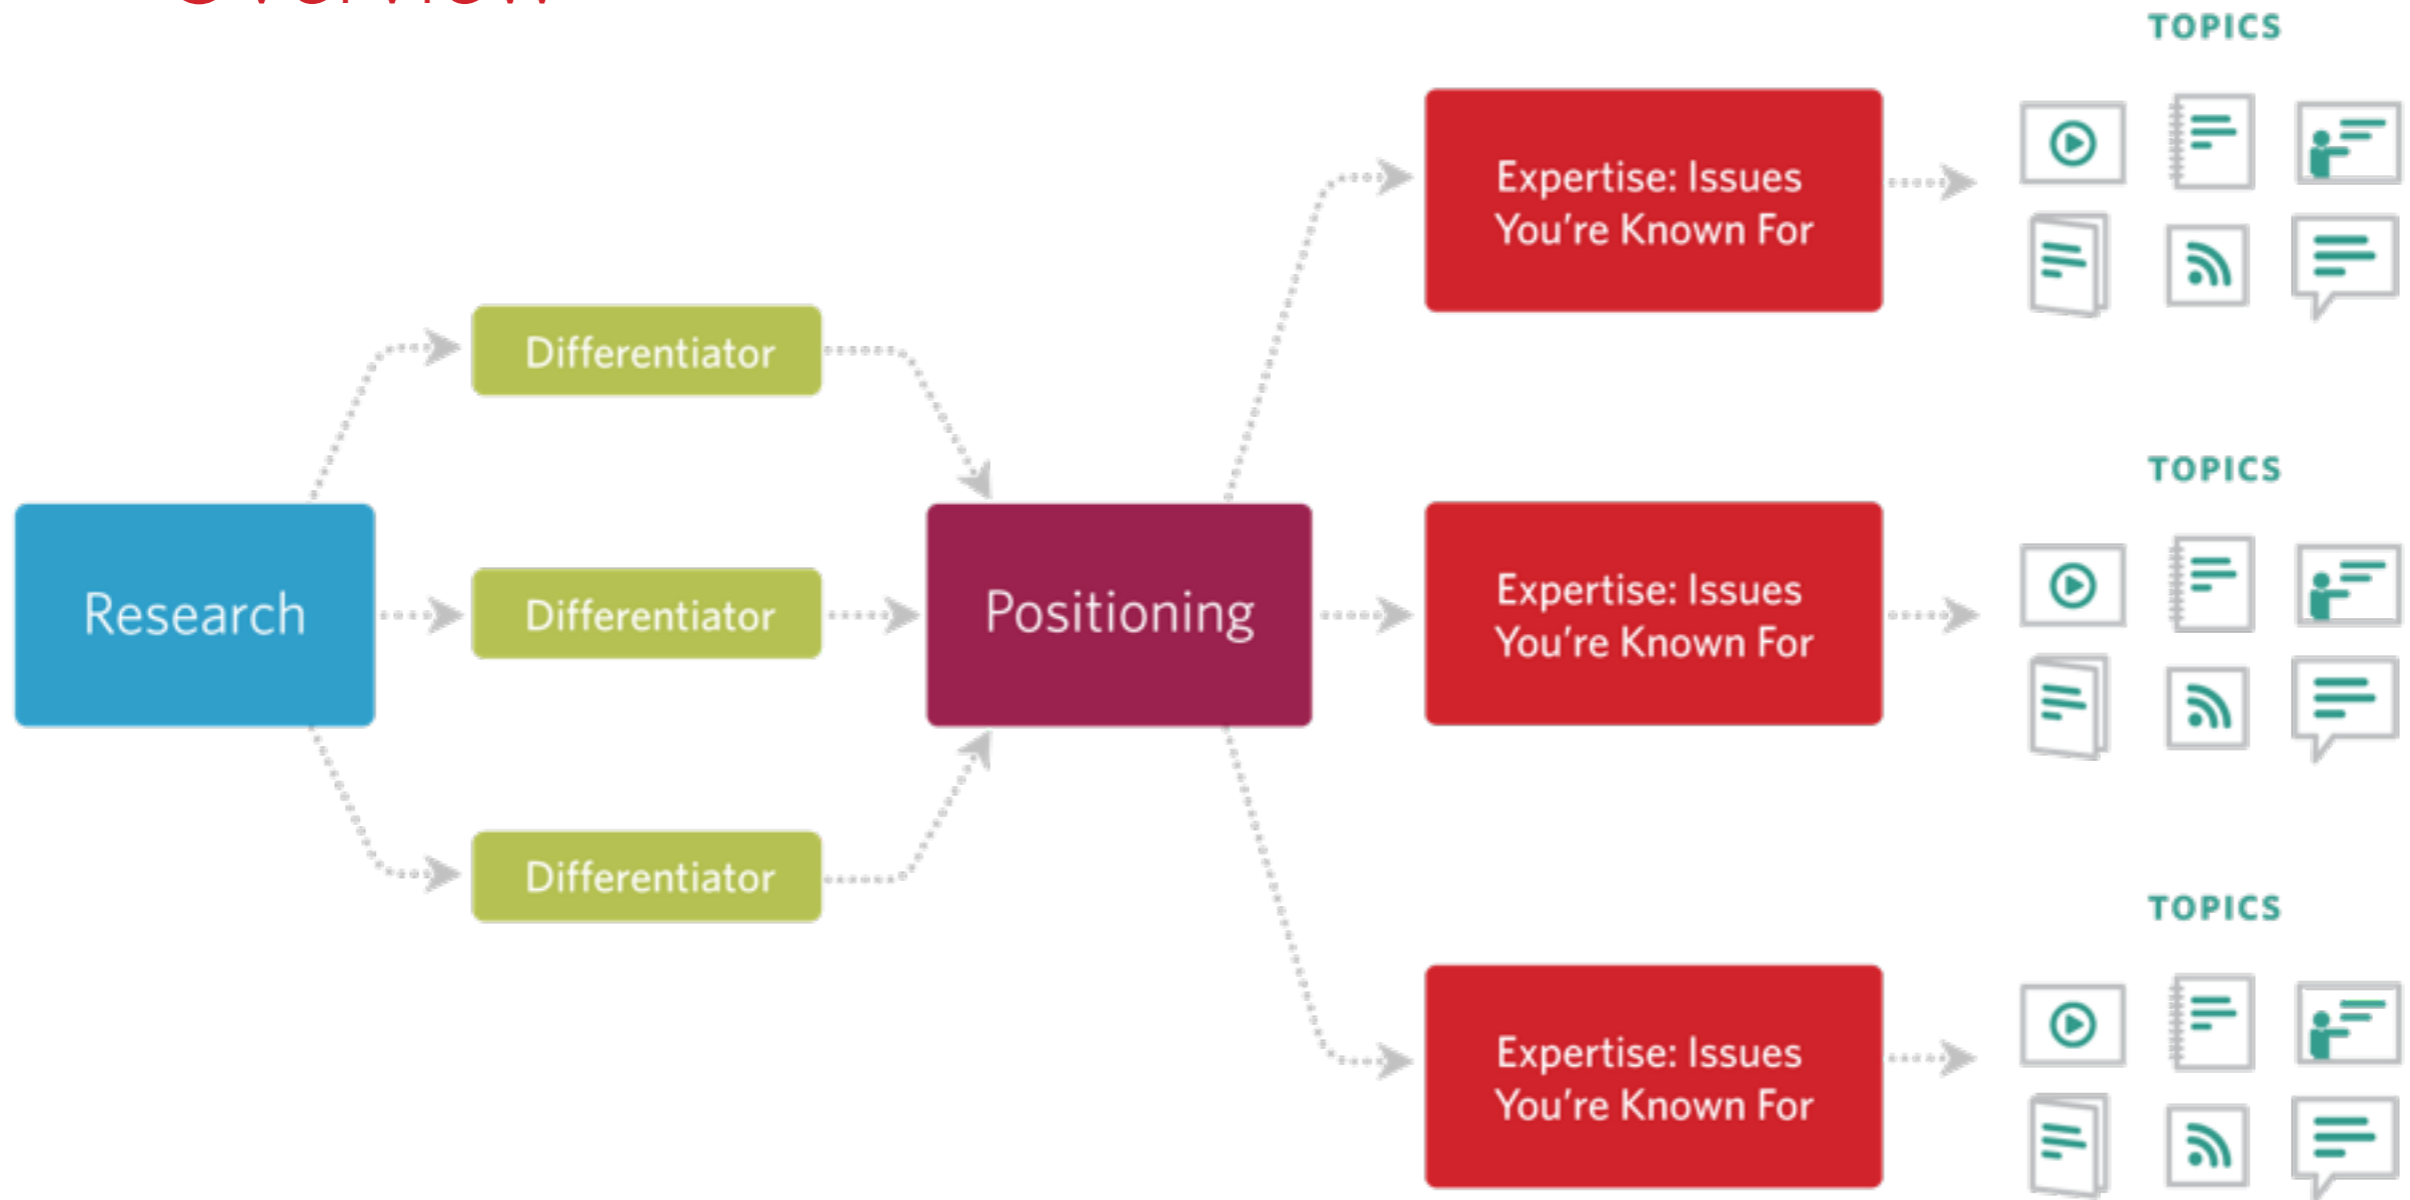 Overview
TOPICS
Expertise: Issues
You're Known For
Differentiator
TOPICS
Research
Differentiator
Positioning
Expertise: Issues
You're Known For
Differentiator
TOPICS
Expertise: Issues
You're Known For